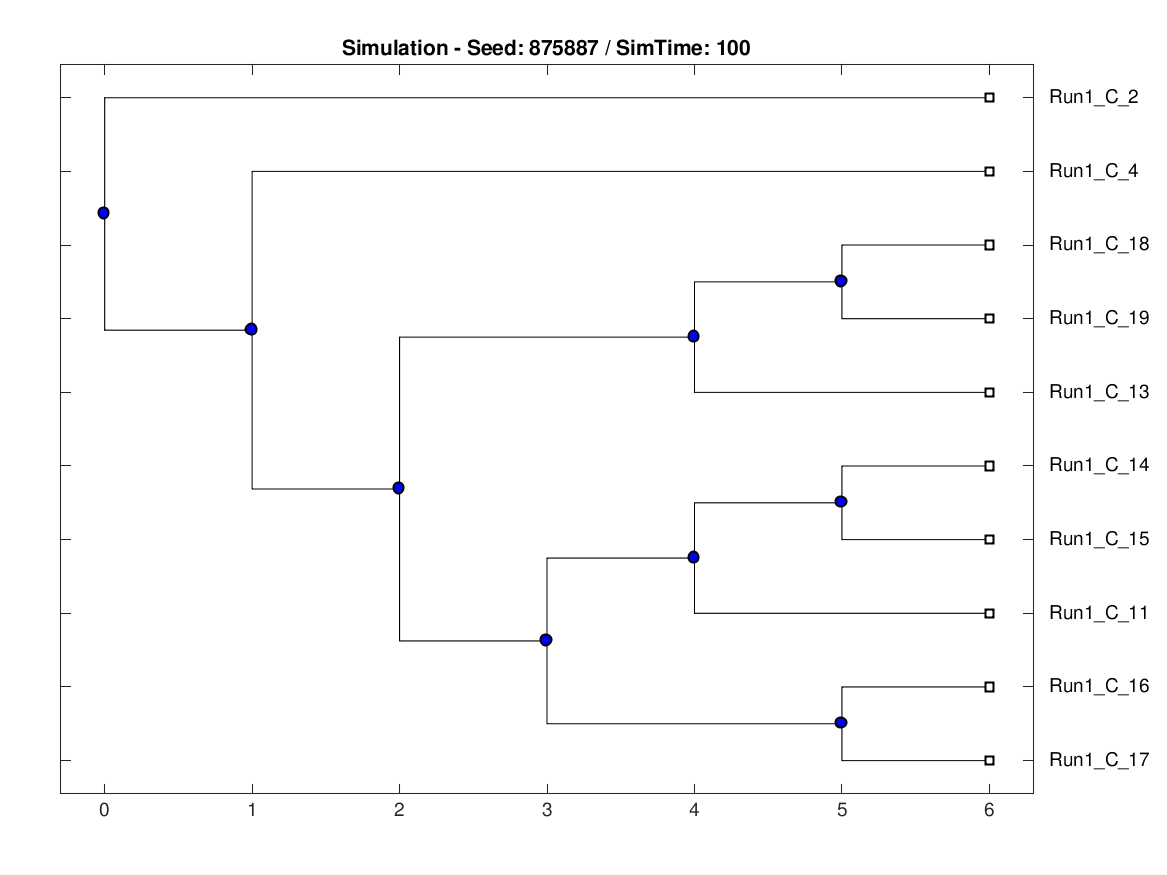 Simulation - Seed: 875887 / SimTime: 100
Run1_C_2
Run1_C_4
Run1_C_18
Run1_C_19
Run1_C_13
Run1_C_14
Run1_C_15
Run1_C_11
Run1_C_16
Run1_C_17
0 1 2 3 4 5 6